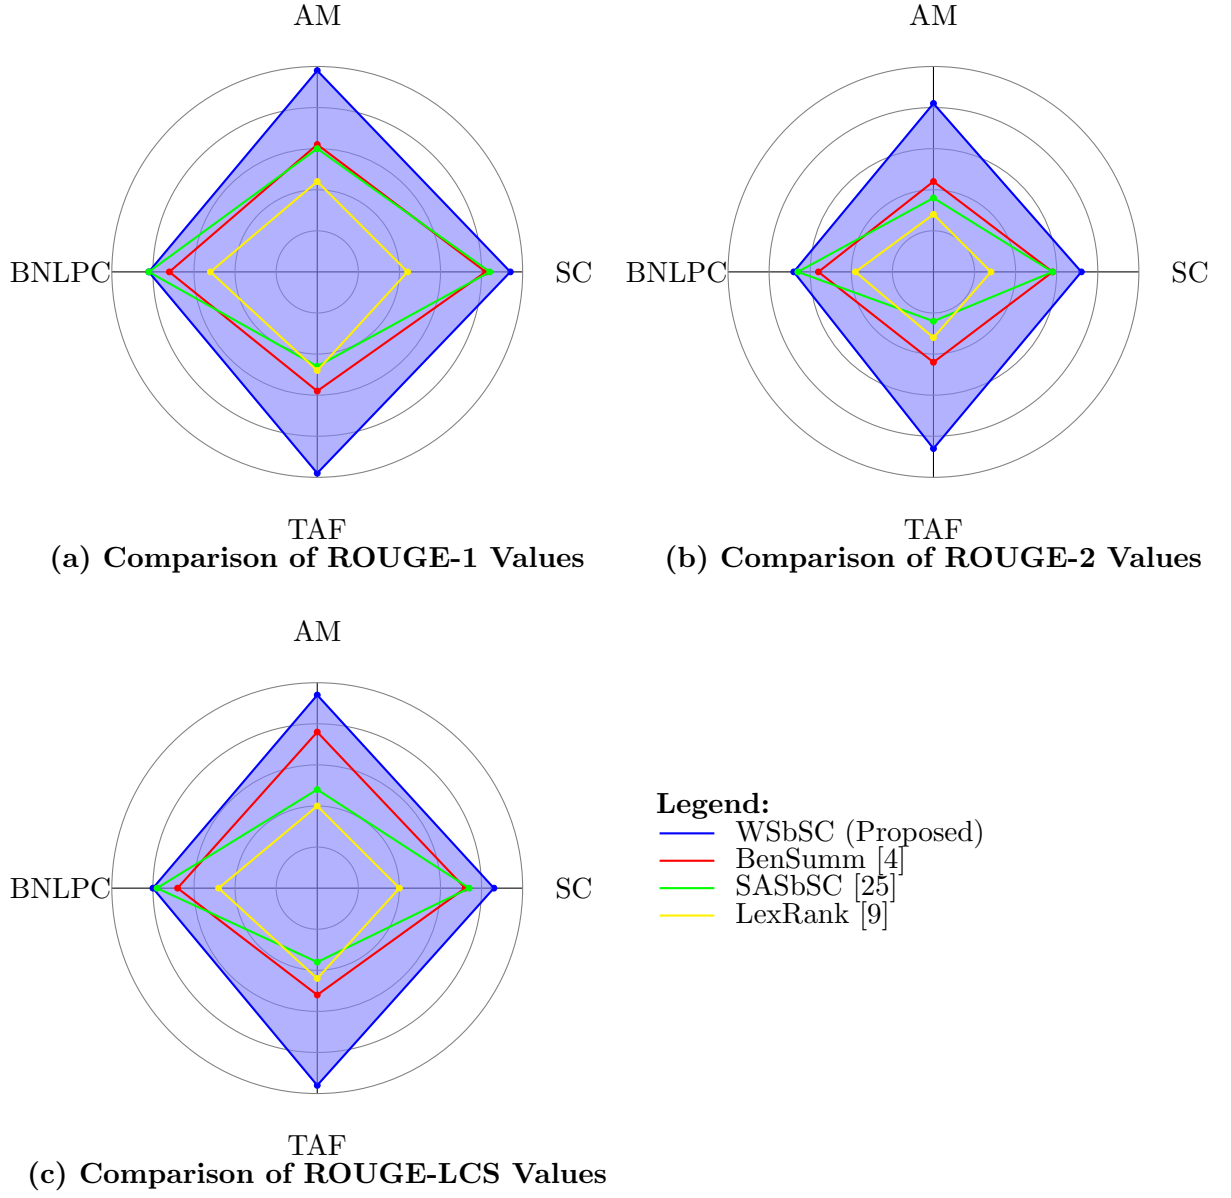 AM
BNLPC
SC
TAF
(a) Comparison of ROUGE-1 Values
AM
BNLPC
SC
TAF
(b) Comparison of ROUGE-2 Values
AM
BNLPC
SC
TAF
(c) Comparison of ROUGE-LCS Values
Legend:
WSbSC (Proposed)
BenSumm [4]
SASbSC [25]
LexRank [9]